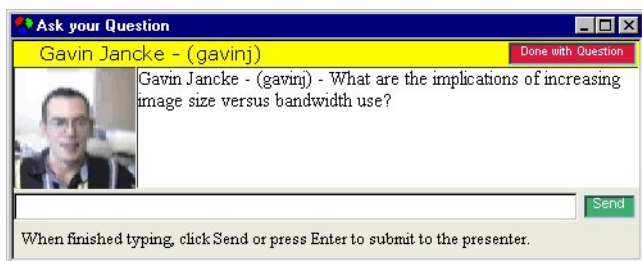 Ask your Question
Gavin Jancke - (gavinj)
Done with Question
Gavin Jancke - (gavinj) - What are the implications of increasing
image size versus bandwidth use?
Send
When finished typing, click Send or press Enter to submit to the presenter.